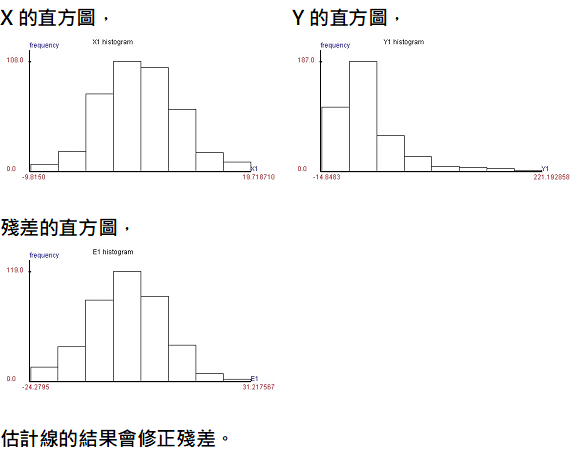 X 的直方圖， Y 的直方圖，
frequency X1 histogram frequency Y1 histogram
108.0 187.0
0.0 X1 0.0 Y1
-9.8150 19.718710 -14.8483 221.192858
殘差的直方圖，
frequency E1 histogram
119.0
0.0 E1
-24.2795 31.217587
估計線的結果會修正殘差。